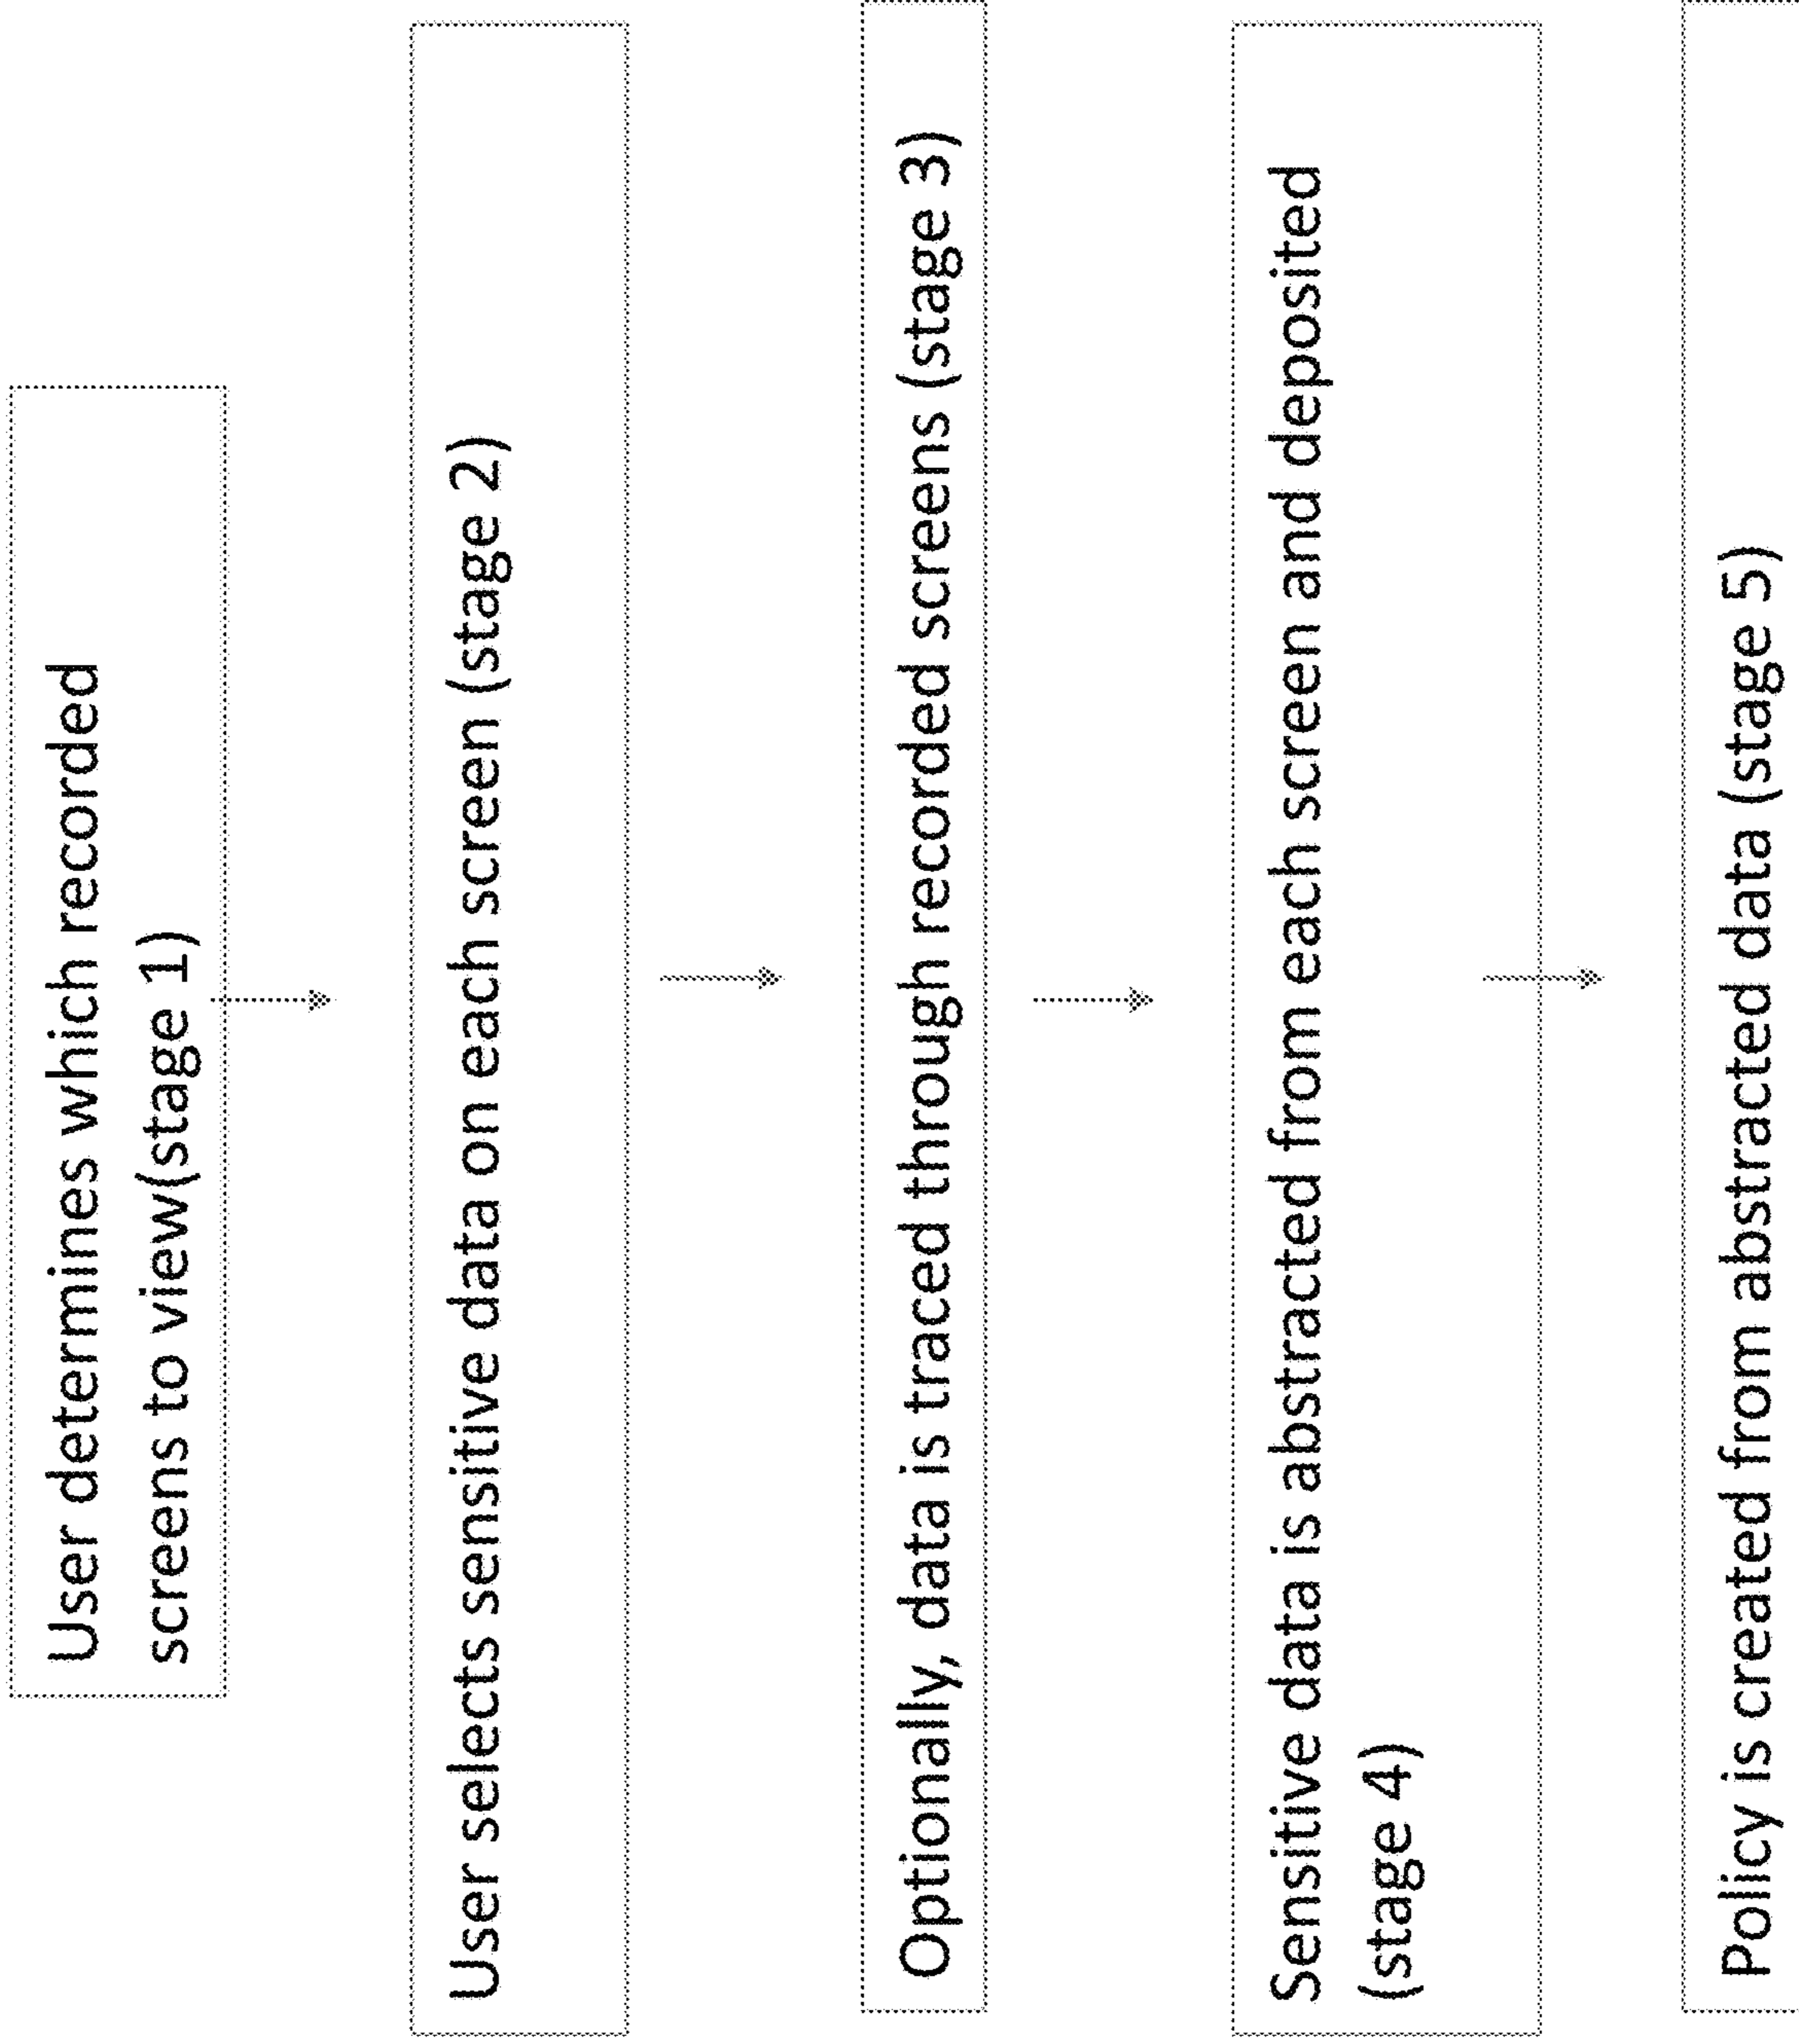 User determines which recorded
screens to view(stage 1)
User selects sensitive data on each screen (stage 2)
Optionally, data is traced through recorded screens (stage 3)
Sensitive data is abstracted from each screen and deposited
(stage 4)
Policy is created from abstracted data (stage 5)